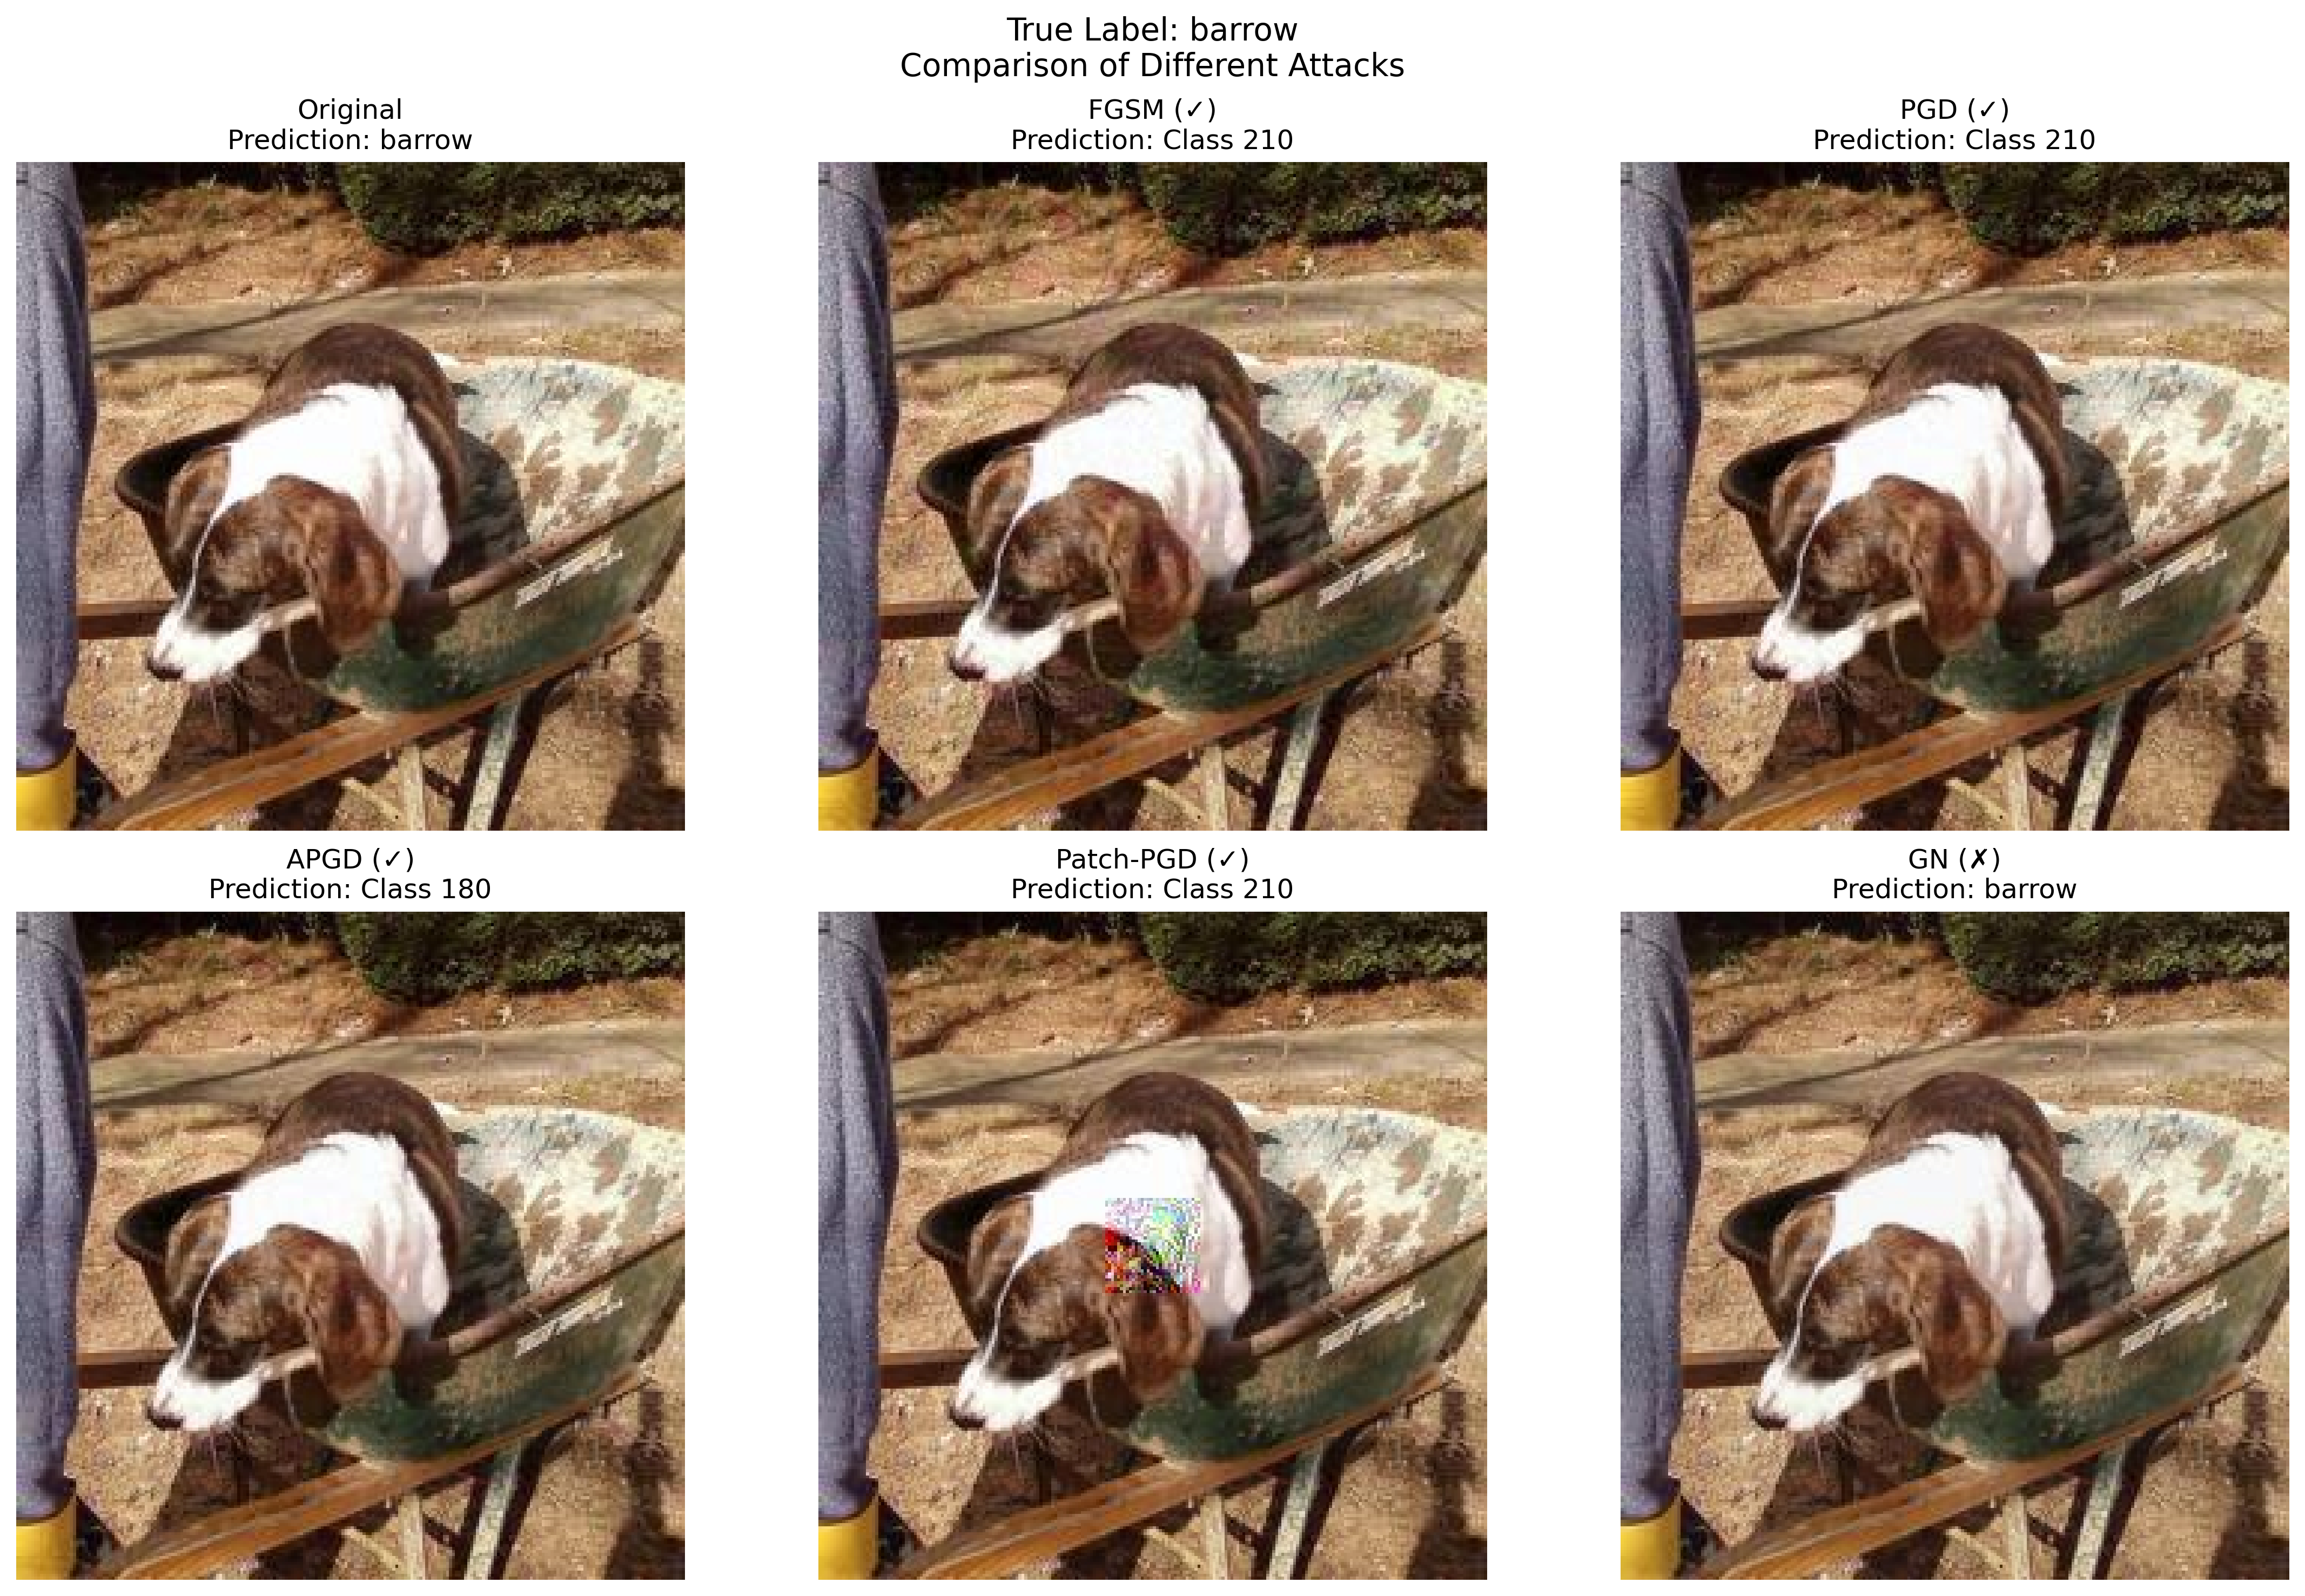 True Label: barrow
Comparison of Different Attacks
Original
Prediction: barrow
FGSM (✓)
Prediction: Class 210
PGD (✓)
Prediction: Class 210
APGD (✓)
Prediction: Class 180
Patch-PGD (✓)
Prediction: Class 210
GN (✗)
Prediction: barrow